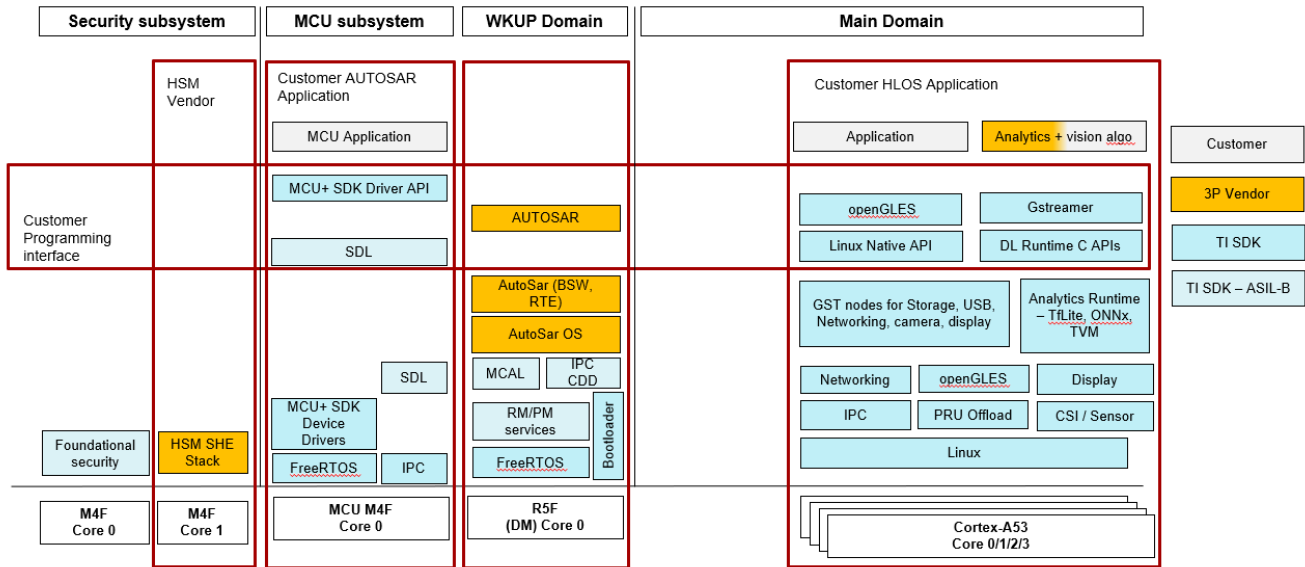 Security subsystem
MCU subsystem
WKUP Domain
Main Domain
HSM
Vendor
Customer AUTOSAR
Application
Customer HLOS Application
MCU Application
Application
Analytics + vision algo
Customer
Customer
Programming
interface
MCU+ SDK Driver API
SDL
AUTOSAR
openGLES
Gstreamer
Linux Native API
DL Runtime C APIs
3P Vendor
TI SDK
TI SDK – ASIL-B
AutoSar (BSW,
RTE)
AutoSar OS
GST nodes for Storage, USB,
Networking, camera, display
Analytics Runtime
– TfLite, ONNx,
TVM
SDL
MCAL
IPC
CDD
Networking
openGLES
Display
MCU+ SDK
Device
Drivers
RM/PM
services
Bootloader
IPC
PRU Offload
CSI / Sensor
Foundational
security
HSM SHE
Stack
FreeRTOS
IPC
FreeRTOS
Linux
M4F
Core 0
M4F
Core 1
MCU M4F
Core 0
R5F
(DM) Core 0
Cortex-A53
Core 0/1/2/3